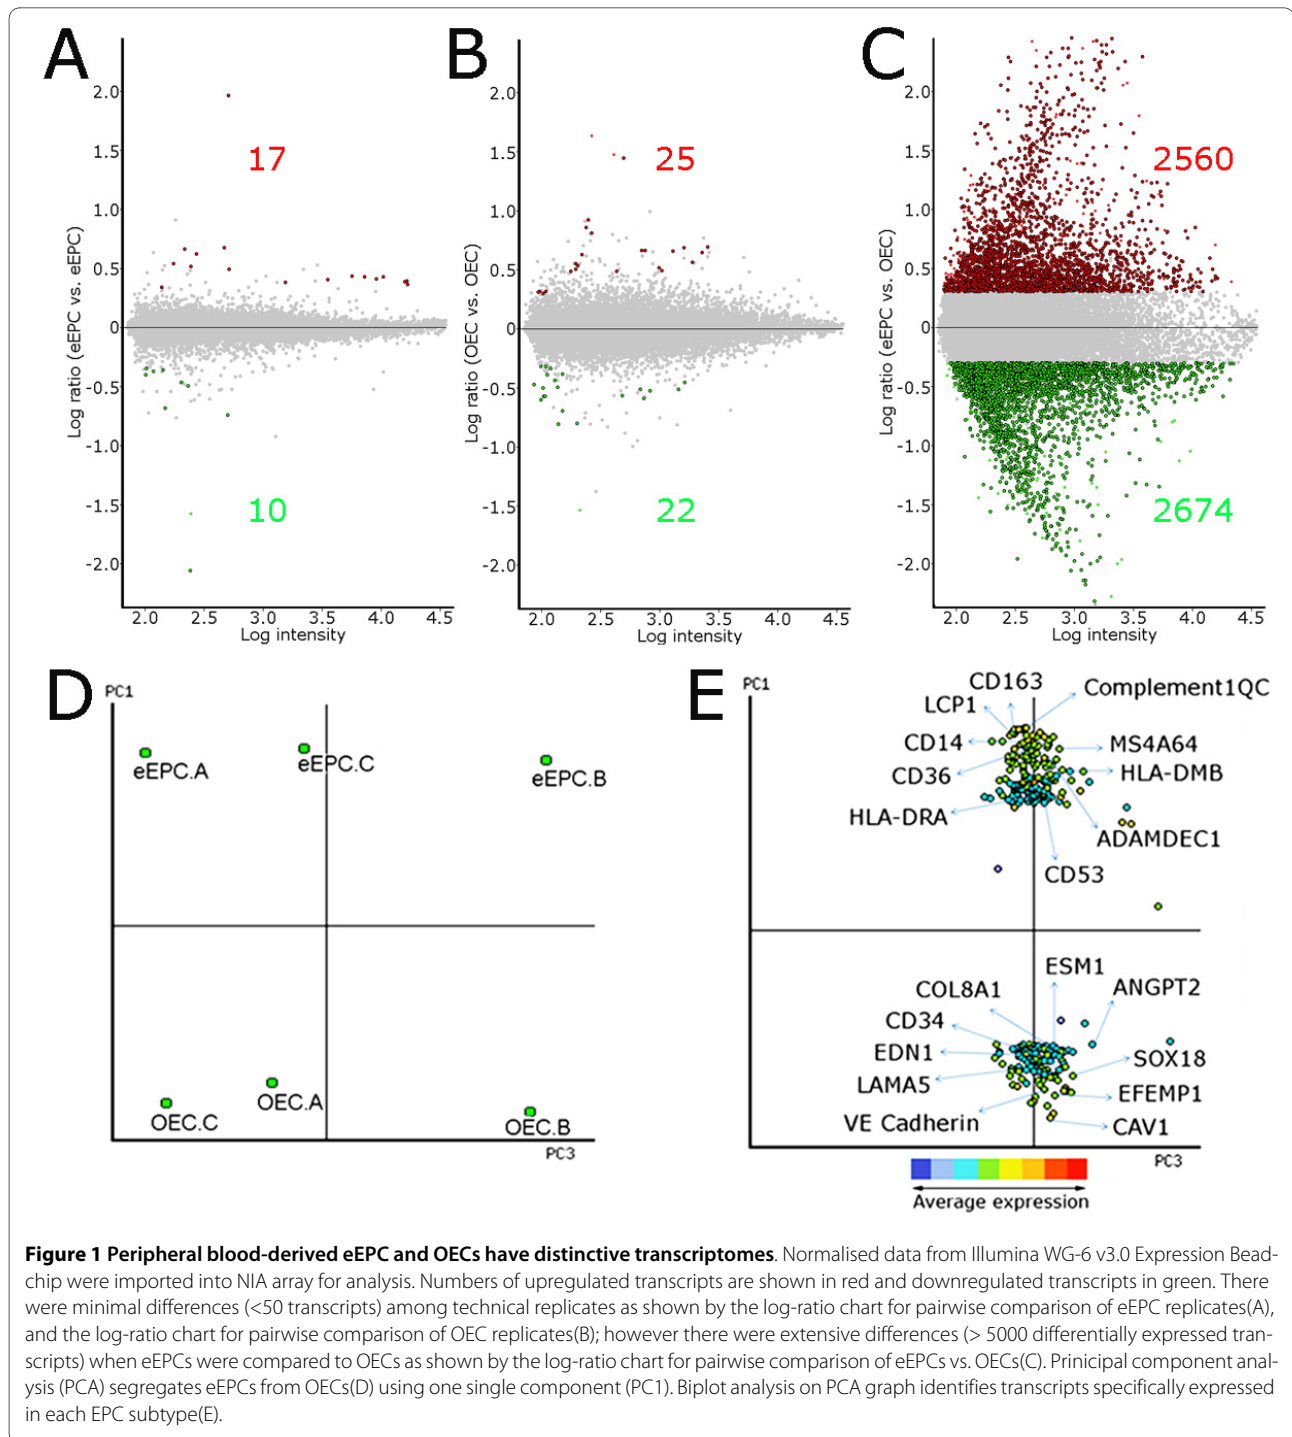 A
B
C
2.0
1.5
1.0
0.5
0
-0.5
-1.0
-1.5
-2.0
Log ratio (eEPC vs. eEPC)
17
10
2.0 2.5 3.0 3.5 4.0 4.5
Log intensity
2.0
1.5
1.0
0.5
0
-0.5
-1.0
-1.5
-2.0
Log ratio (OEC vs. OEC)
25
22
2.0 2.5 3.0 3.5 4.0 4.5
Log intensity
2.0
1.5
1.0
0.5
0
-0.5
-1.0
-1.5
-2.0
Log ratio (eEPC vs. OEC)
2560
2674
2.0 2.5 3.0 3.5 4.0 4.5
Log intensity
D
PC1
eEPC.A
eEPC.C
eEPC.B
OEC.C
OEC.A
OEC.B
PC3
E
PC1
CD163
Complement1QC
LCP1
CD14
MS4A64
CD36
HLA-DMB
HLA-DRA
ADAMDEC1
CD53
ESM1
COL8A1
ANGPT2
CD34
EDN1
SOX18
LAMA5
EFEMP1
VE Cadherin
CAV1
PC3
Average expression
Figure 1 Peripheral blood-derived eEPC and OECs have distinctive transcriptomes. Normalised data from Illumina WG-6 v3.0 Expression Bead-
chip were imported into NIA array for analysis. Numbers of upregulated transcripts are shown in red and downregulated transcripts in green. There
were minimal differences (<50 transcripts) among technical replicates as shown by the log-ratio chart for pairwise comparison of eEPC replicates(A),
and the log-ratio chart for pairwise comparison of OEC replicates(B); however there were extensive differences (> 5000 differentially expressed tran-
scripts) when eEPCs were compared to OECs as shown by the log-ratio chart for pairwise comparison of eEPCs vs. OECs(C). Prinicipal component anal-
ysis (PCA) segregates eEPCs from OECs(D) using one single component (PC1). Biplot analysis on PCA graph identifies transcripts specifically expressed
in each EPC subtype(E).